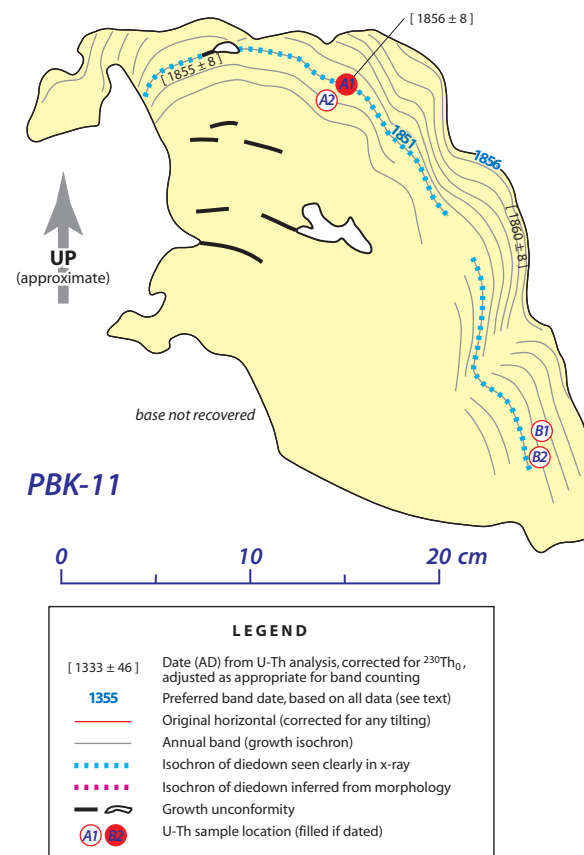 [ 1856 ± 8 ]
[ 1855 ± 8 ]
A1
A2
1851
1856
[ 1860 ± 8 ]
UP
(approximate)
base not recovered
B1
B2
PBK-11
0 10 20 cm
LEGEND
[ 1333 ± 46 ] Date (AD) from U-Th analysis, corrected for ²³⁰Th₀,
adjusted as appropriate for band counting
1355 Preferred band date, based on all data (see text)
Original horizontal (corrected for any tilting)
Annual band (growth isochron)
Isochron of diedown seen clearly in x-ray
Isochron of diedown inferred from morphology
Growth unconformity
A1 B2 U-Th sample location (filled if dated)